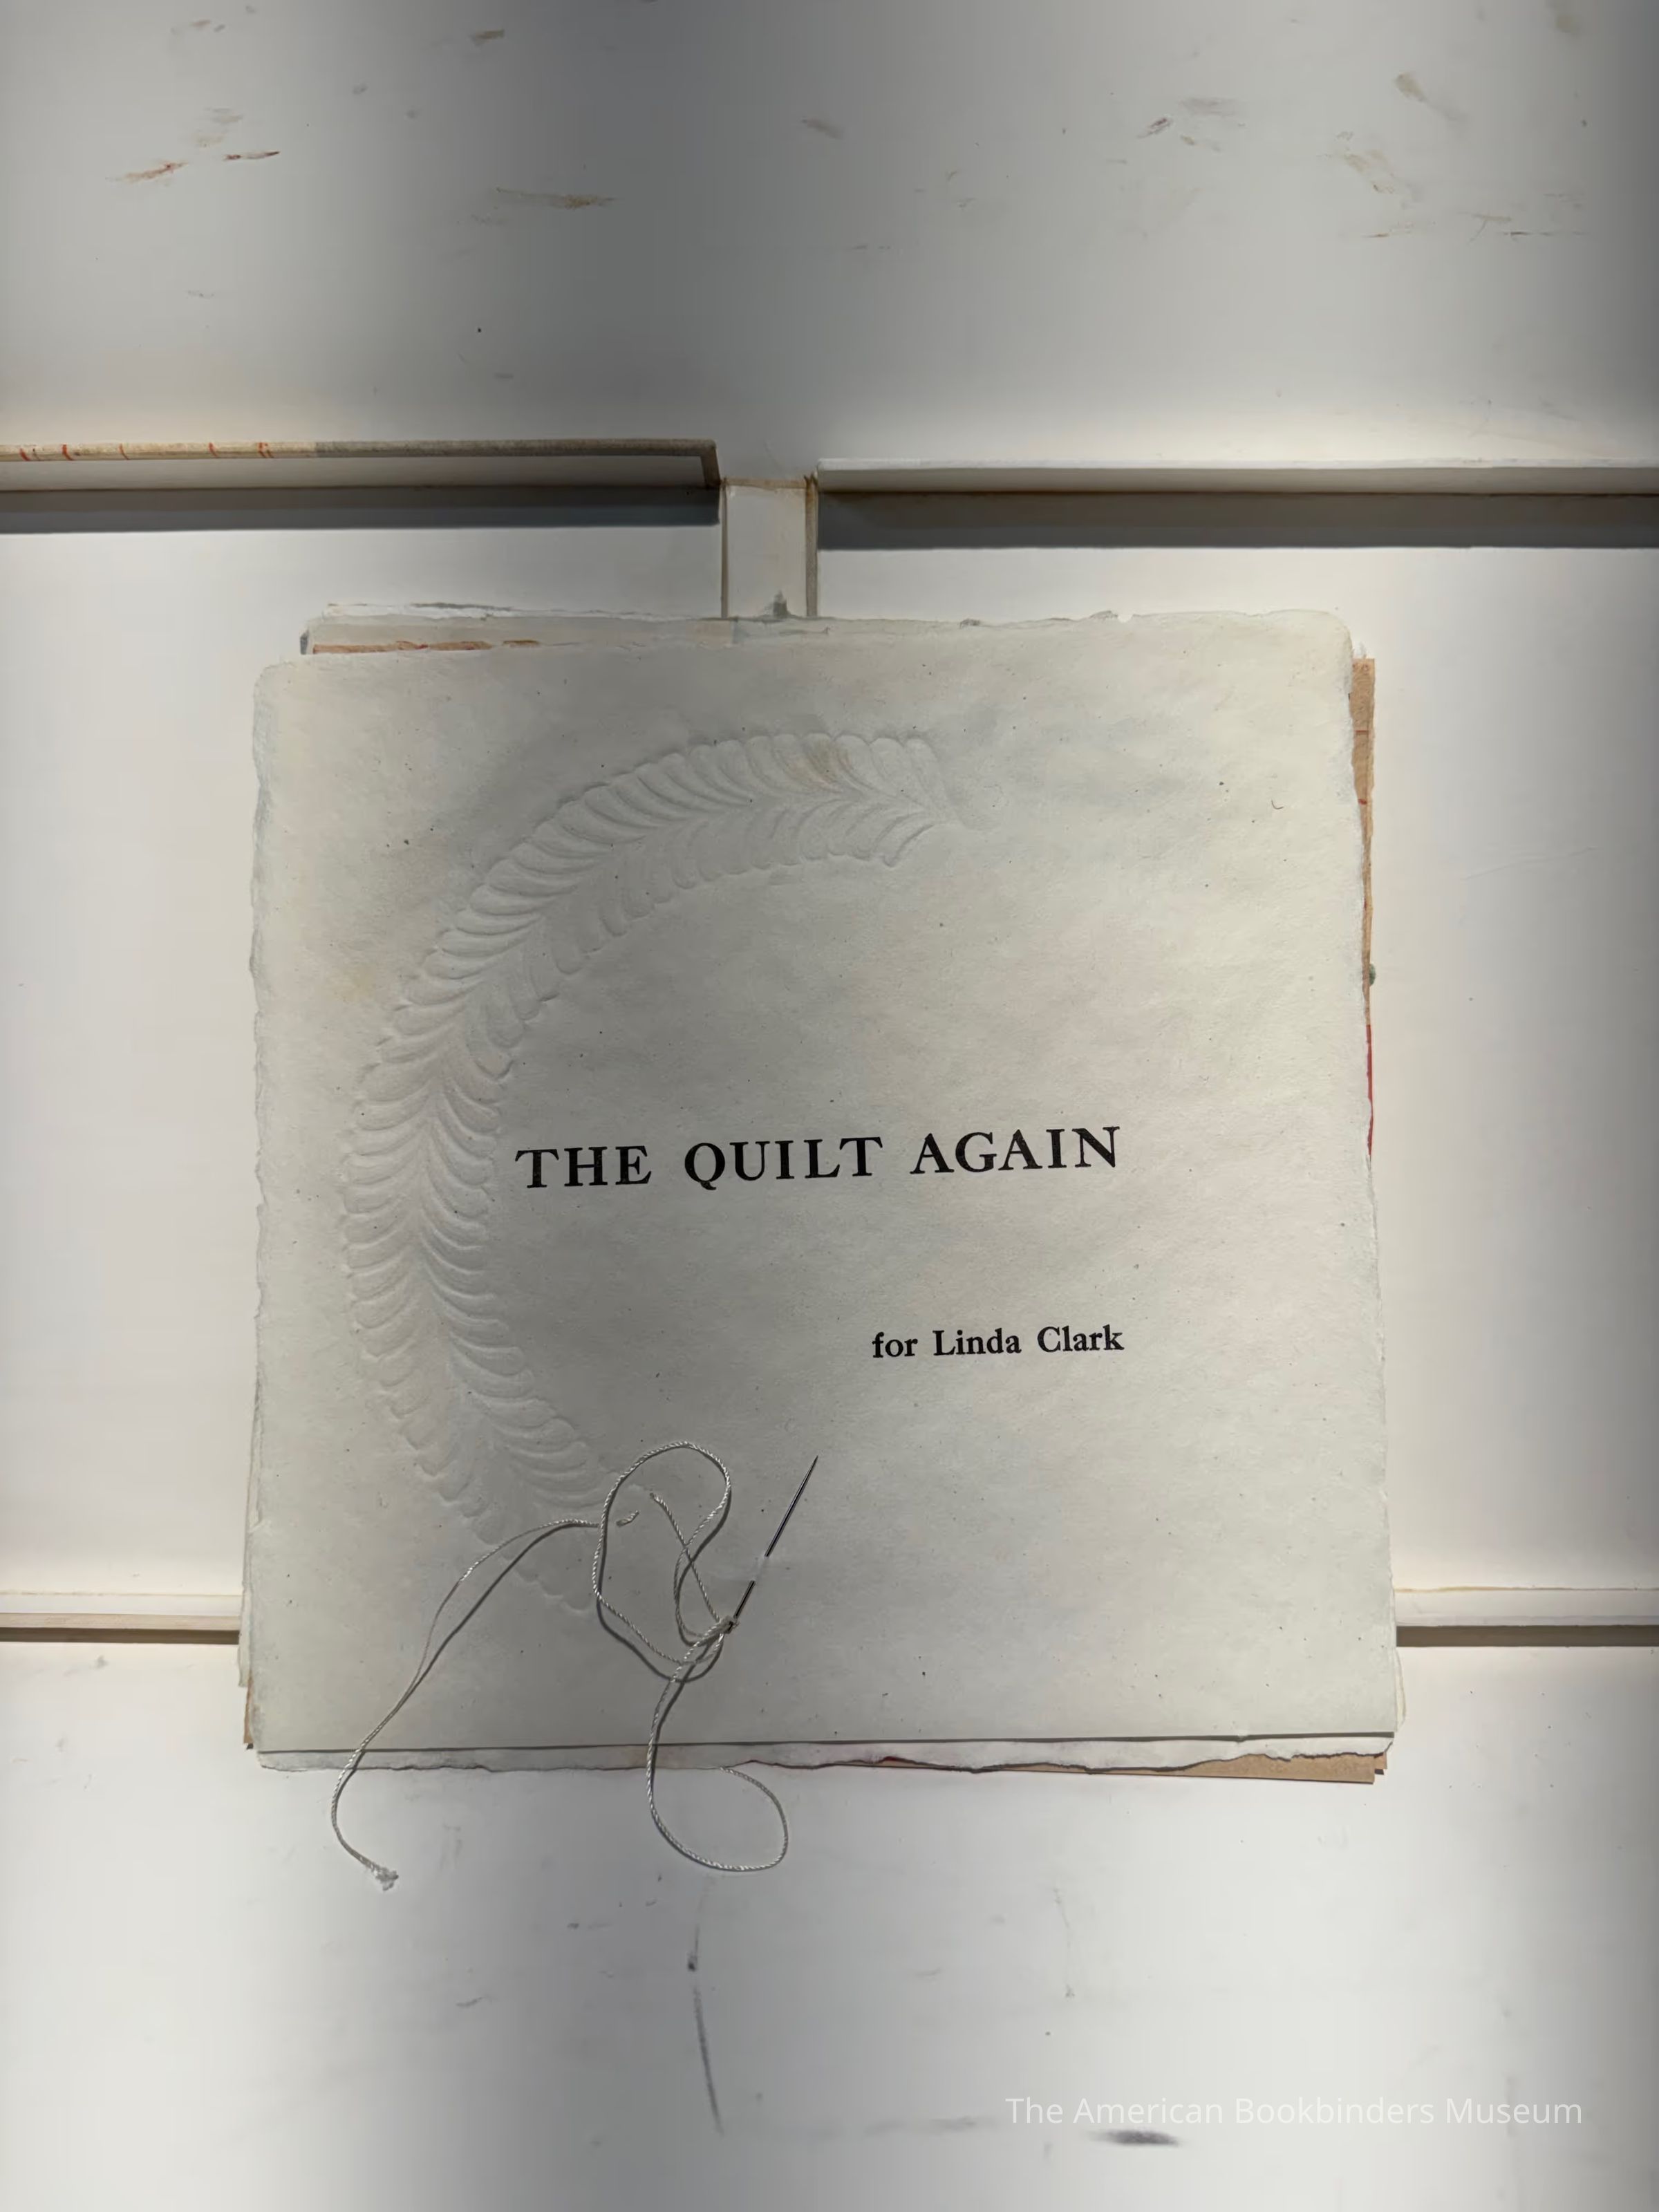 THE QUILT AGAIN
for Linda Clark
The American Bookbinders Museum